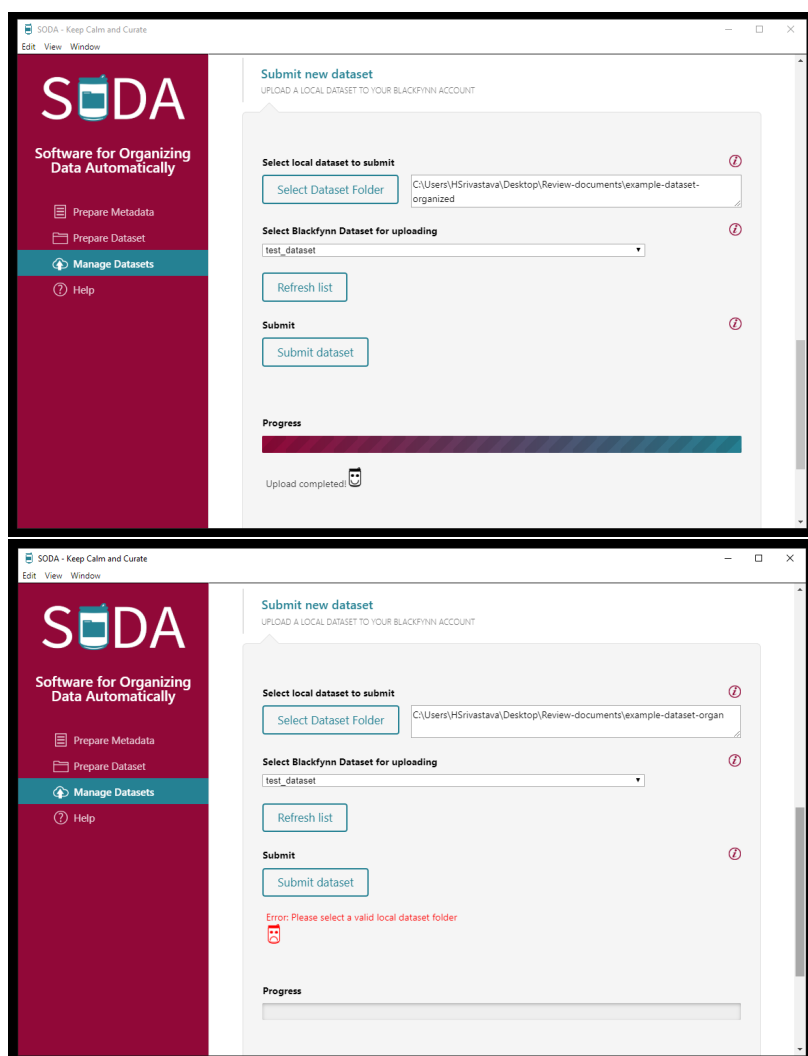 SODA - Keep Calm and Curate
Edit View Window
SODA
Software for Organizing
Data Automatically
Prepare Metadata
Prepare Dataset
Manage Datasets
Help
Submit new dataset
UPLOAD A LOCAL DATASET TO YOUR BLACKFYNN ACCOUNT
Select local dataset to submit
Select Dataset Folder
C:\Users\HSrivastava\Desktop\Review-documents\example-dataset-
organized
Select Blackfynn Dataset for uploading
test_dataset
Refresh list
Submit
Submit dataset
Progress
Upload completed!
SODA - Keep Calm and Curate
Edit View Window
SODA
Software for Organizing
Data Automatically
Prepare Metadata
Prepare Dataset
Manage Datasets
Help
Submit new dataset
UPLOAD A LOCAL DATASET TO YOUR BLACKFYNN ACCOUNT
Select local dataset to submit
Select Dataset Folder
C:\Users\HSrivastava\Desktop\Review-documents\example-dataset-organ
Select Blackfynn Dataset for uploading
test_dataset
Refresh list
Submit
Submit dataset
Error: Please select a valid local dataset folder
Progress